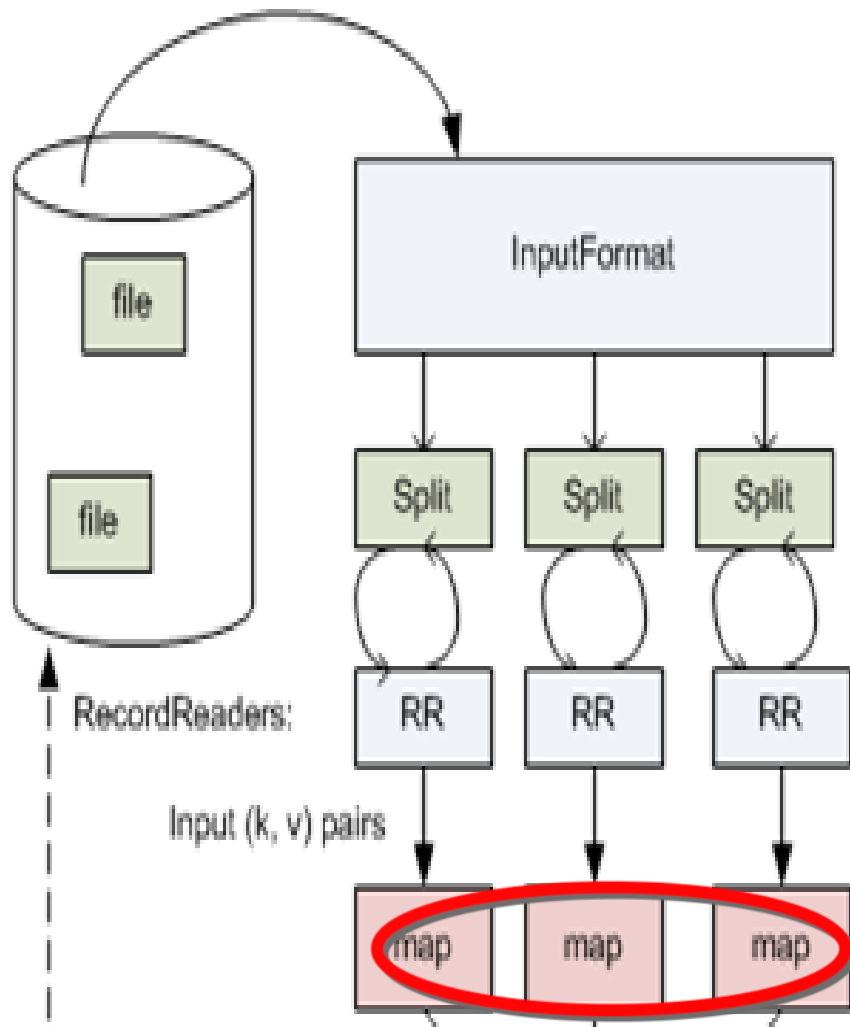 InputFormat
file
file
Split Split Split
RecordReaders: RR RR RR
Input (k, v) pairs
map map map